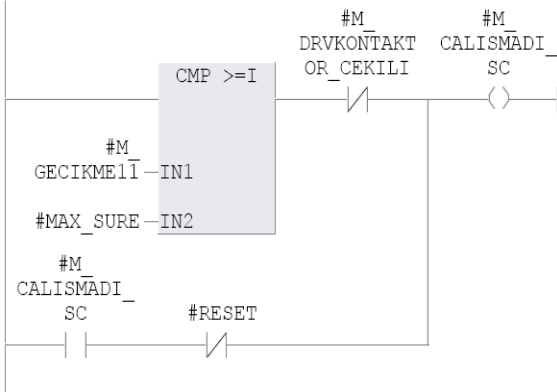 #M_
DRVKONTAKT
OR_CEKILI
#M_
CALISMADI_
SC
CMP >=I
#M_
GECIKME11
IN1
#MAX_SURE
IN2
#M_
CALISMADI_
SC
#RESET